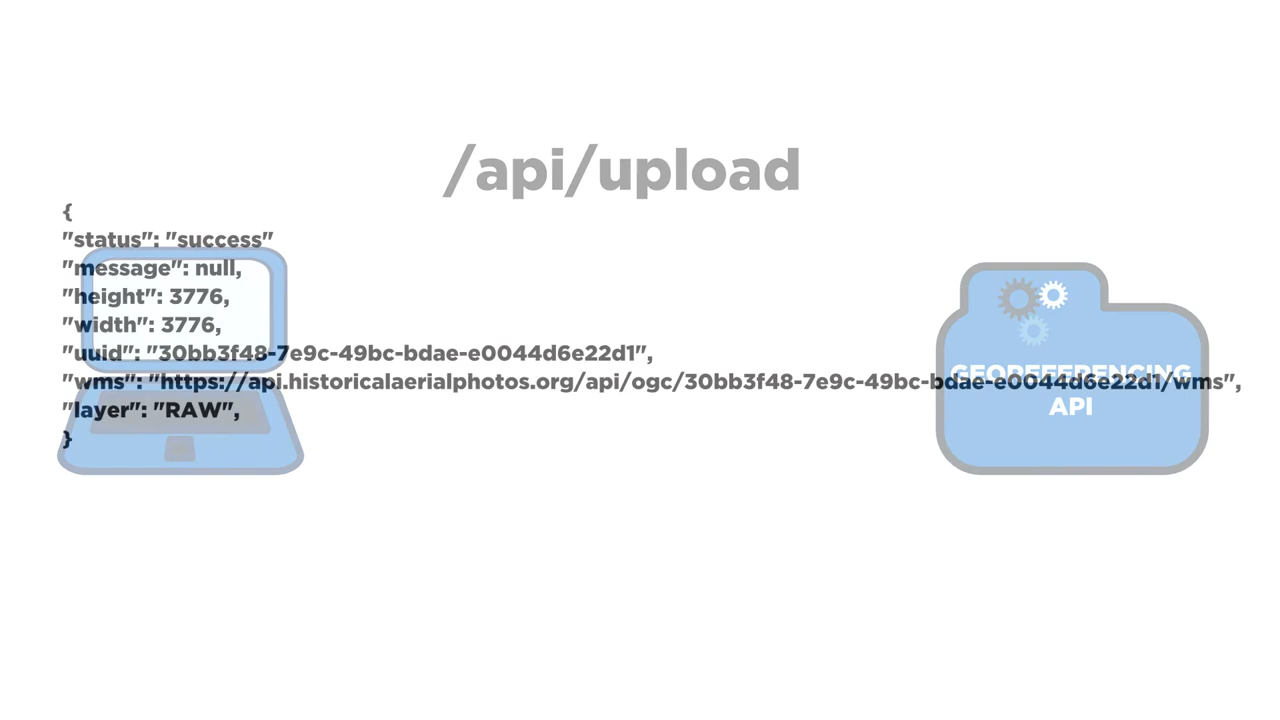 /api/upload
{
"status": "success"
"message": null,
"height": 3776,
"width": 3776,
"uuid": "30bb3f48-7e9c-49bc-bdae-e0044d6e22d1",
"wms": "https://api.historicalaerialphotos.org/api/ogc/30bb3f48-7e9c-49bc-bdae-e0044d6e22d1/wms",
"layer": "RAW",
}
GEOREFERENCING
API